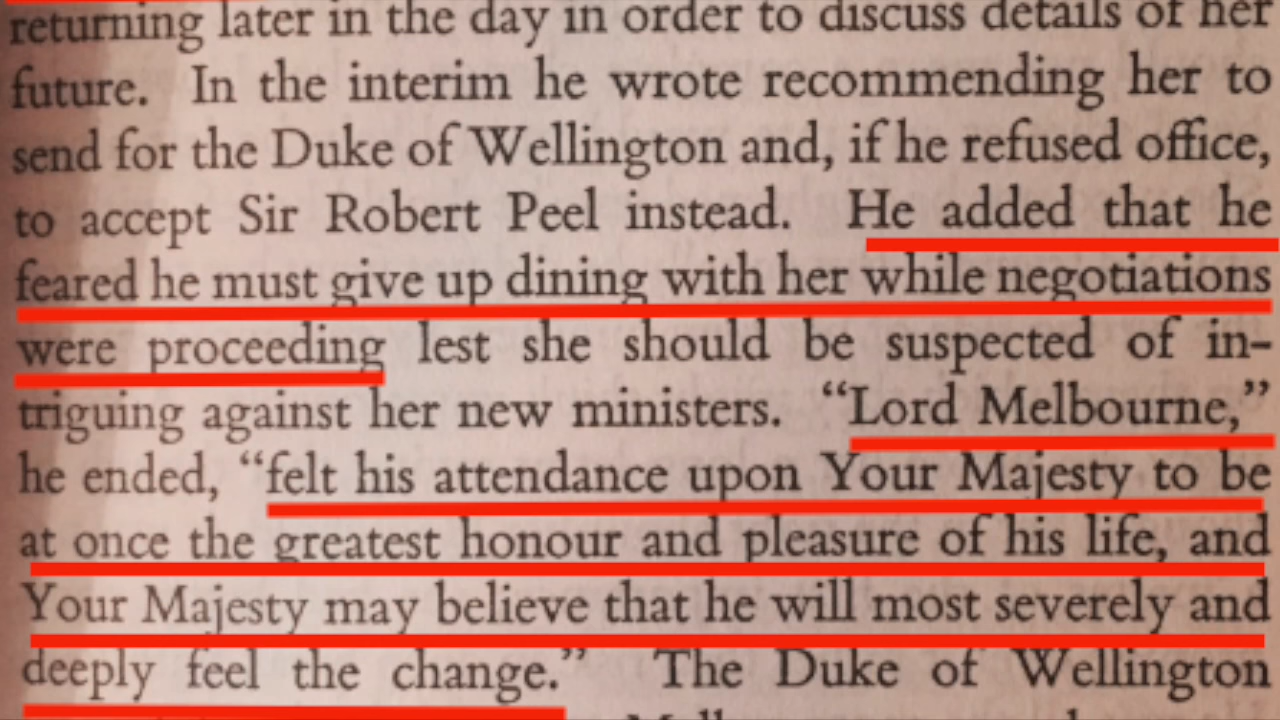 returning later in the day in order to discuss details of her
future. In the interim he wrote recommending her to
send for the Duke of Wellington and, if he refused office,
to accept Sir Robert Peel instead. He added that he
feared he must give up dining with her while negotiations
were proceeding lest she should be suspected of in-
triguing against her new ministers. “Lord Melbourne,”
he ended, “felt his attendance upon Your Majesty to be
at once the greatest honour and pleasure of his life, and
Your Majesty may believe that he will most severely and
deeply feel the change.” The Duke of Wellington